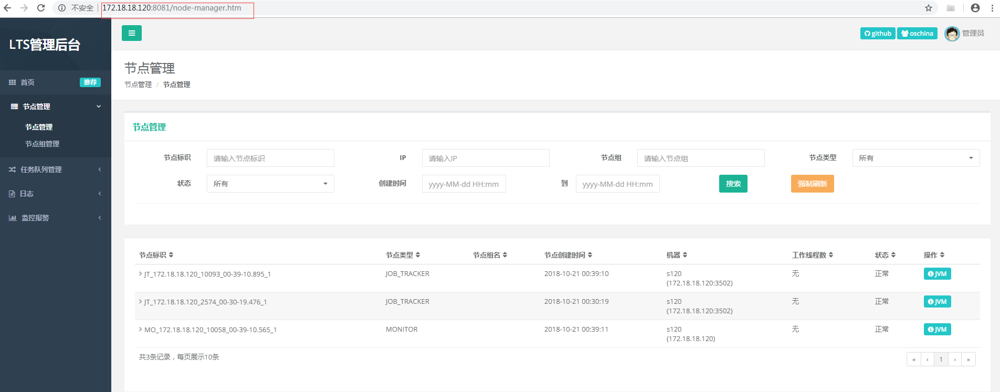 不安全 172.18.18.120:8081/node-manager.htm
LTS管理后台
github oschina 管理员
首页 推荐
节点管理
节点管理
节点组管理
任务队列管理
日志
监控报警
节点管理
节点管理 / 节点管理
节点管理
节点标识 请输入节点标识 IP 请输入IP 节点组 请输入节点组 节点类型 所有
状态 所有 创建时间 yyyy-MM-dd HH:mm 到 yyyy-MM-dd HH:mm 搜索 强制刷新
节点标识 节点类型 节点组名 节点创建时间 机器 工作线程数 状态 操作
JT_172.18.18.120_10093_00-39-10.895_1 JOB_TRACKER 2018-10-21 00:39:10 s120 无 正常 JVM
(172.18.18.120:3502)
JT_172.18.18.120_2574_00-30-19.476_1 JOB_TRACKER 2018-10-21 00:30:19 s120 无 正常 JVM
(172.18.18.120:3502)
MO_172.18.18.120_10058_00-39-10.565_1 MONITOR 2018-10-21 00:39:11 s120 无 正常 JVM
(172.18.18.120)
共3条记录，每页展示10条 « ‹ 1 › »